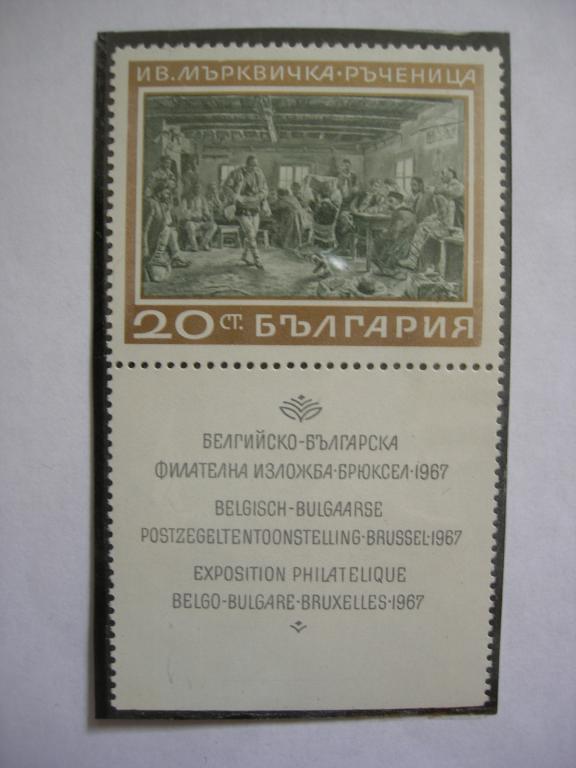 ИВ. МЪРКВИЧКА·РЪЧЕНИЦА
20 СТ. БЪЛГАРИЯ
БЕЛГИЙСКО-БЪЛГАРСКА
ФИЛАТЕЛНА ИЗЛОЖБА·БРЮКСЕЛ·1967
BELGISCH-BULGAARSE
POSTZEGELTENTOONSTELLING·BRUSSEL·1967
EXPOSITION PHILATELIQUE
BELGO-BULGARE·BRUXELLES·1967